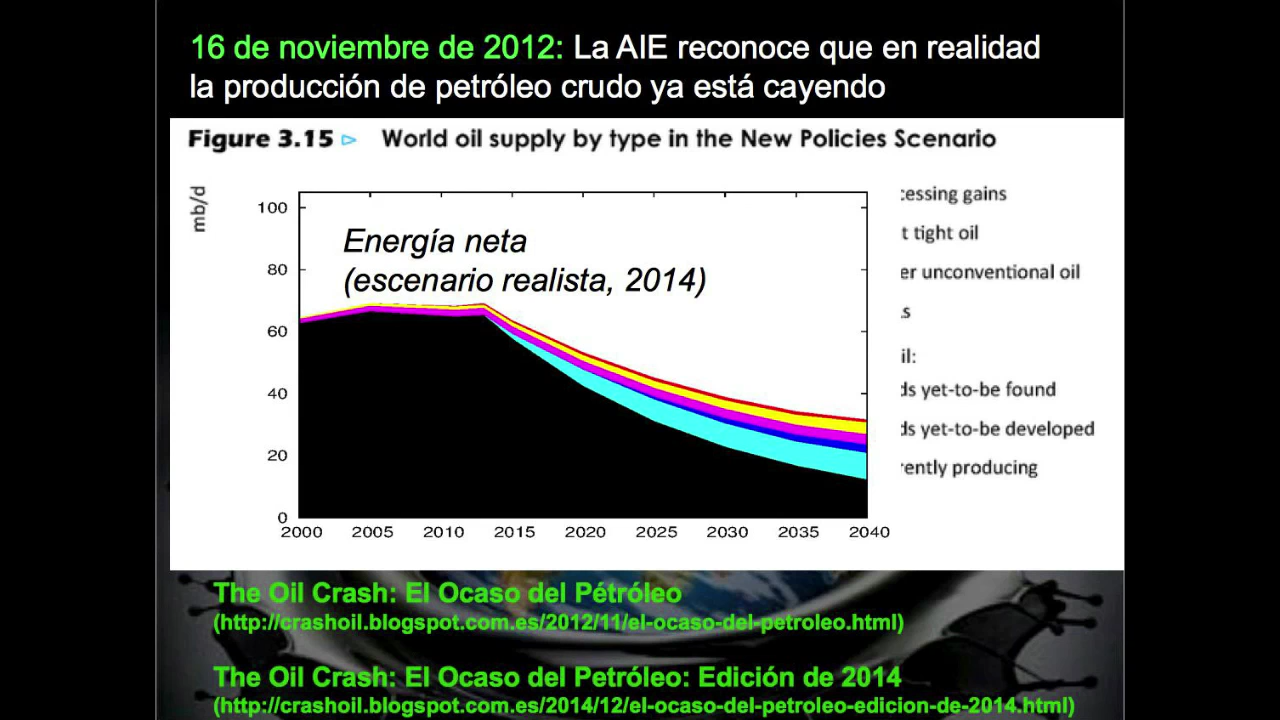 16 de noviembre de 2012: La AIE reconoce que en realidad
la producción de petróleo crudo ya está cayendo
Figure 3.15 ▷ World oil supply by type in the New Policies Scenario
mb/d
100
80
60
40
20
0
2000 2005 2010 2015 2020 2025 2030 2035 2040
Energía neta
(escenario realista, 2014)
cessing gains
t tight oil
er unconventional oil
s
il:
ds yet-to-be found
ds yet-to-be developed
rently producing
The Oil Crash: El Ocaso del Pétróleo
(http://crashoil.blogspot.com.es/2012/11/el-ocaso-del-petroleo.html)
The Oil Crash: El Ocaso del Petróleo: Edición de 2014
(http://crashoil.blogspot.com.es/2014/12/el-ocaso-del-petroleo-edicion-de-2014.html)